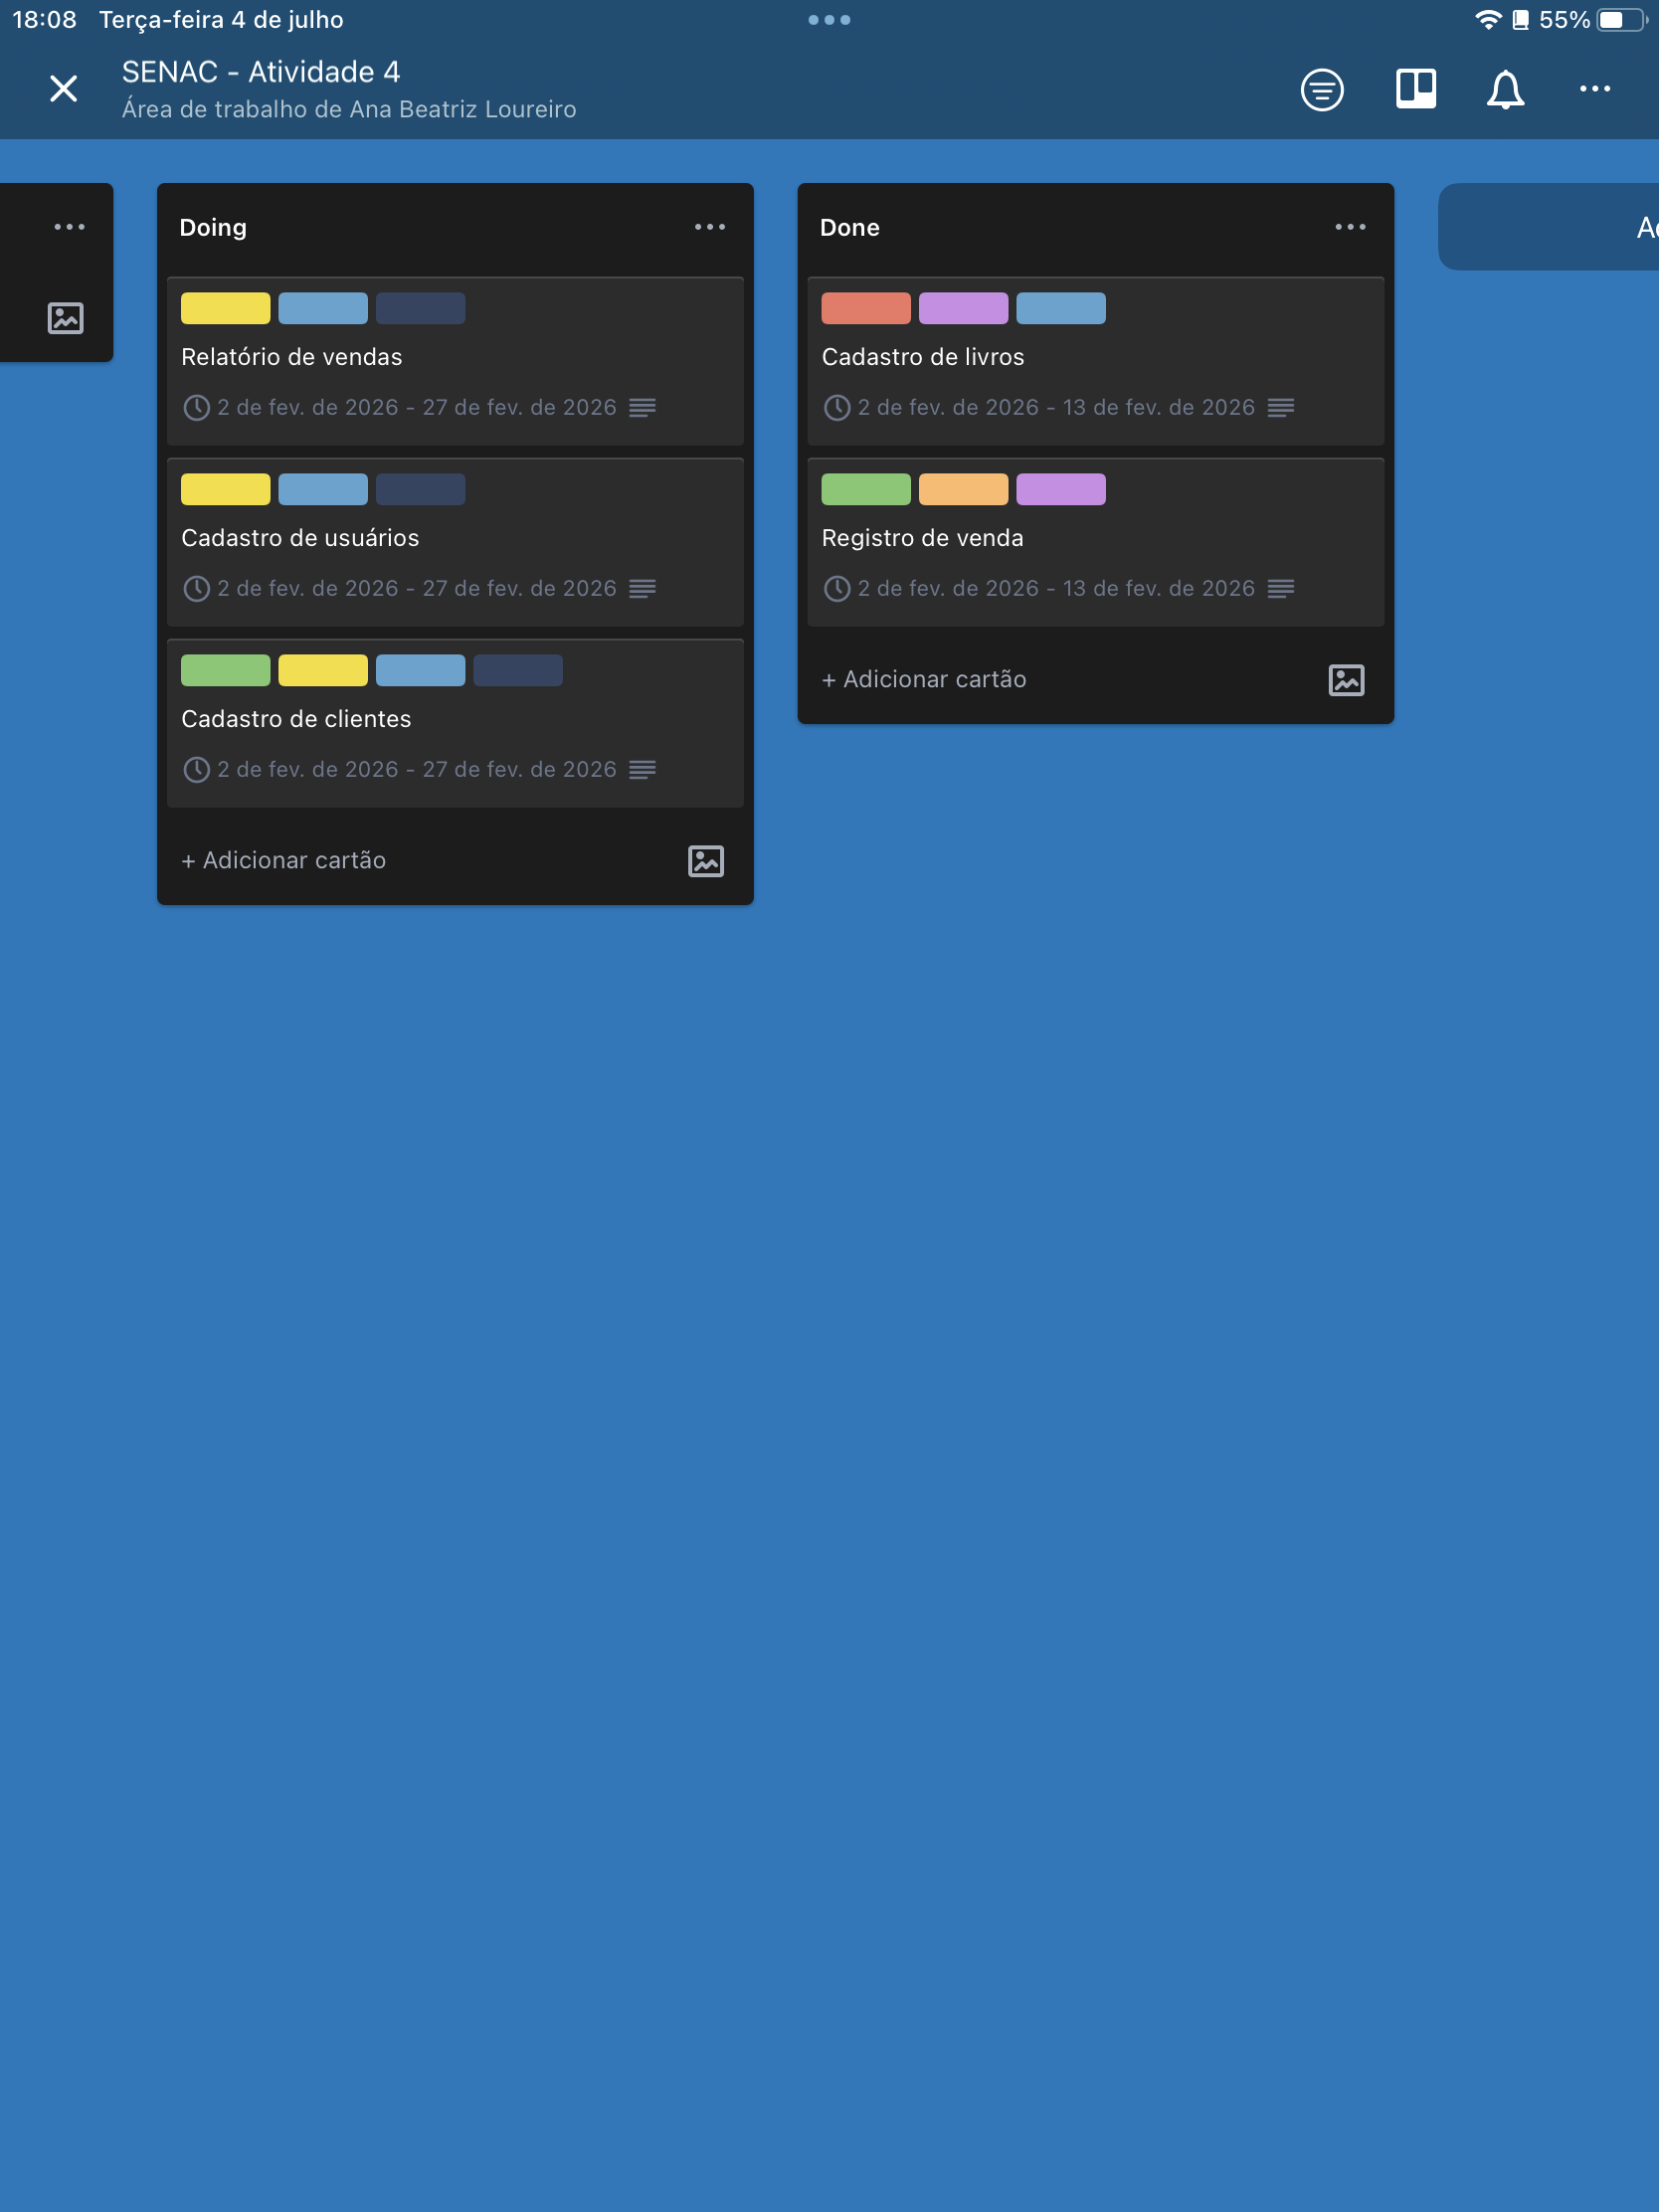 18:08 Terça-feira 4 de julho
55%
SENAC - Atividade 4
Área de trabalho de Ana Beatriz Loureiro
Doing
Relatório de vendas
2 de fev. de 2026 - 27 de fev. de 2026
Cadastro de usuários
2 de fev. de 2026 - 27 de fev. de 2026
Cadastro de clientes
2 de fev. de 2026 - 27 de fev. de 2026
+ Adicionar cartão
Done
Cadastro de livros
2 de fev. de 2026 - 13 de fev. de 2026
Registro de venda
2 de fev. de 2026 - 13 de fev. de 2026
+ Adicionar cartão